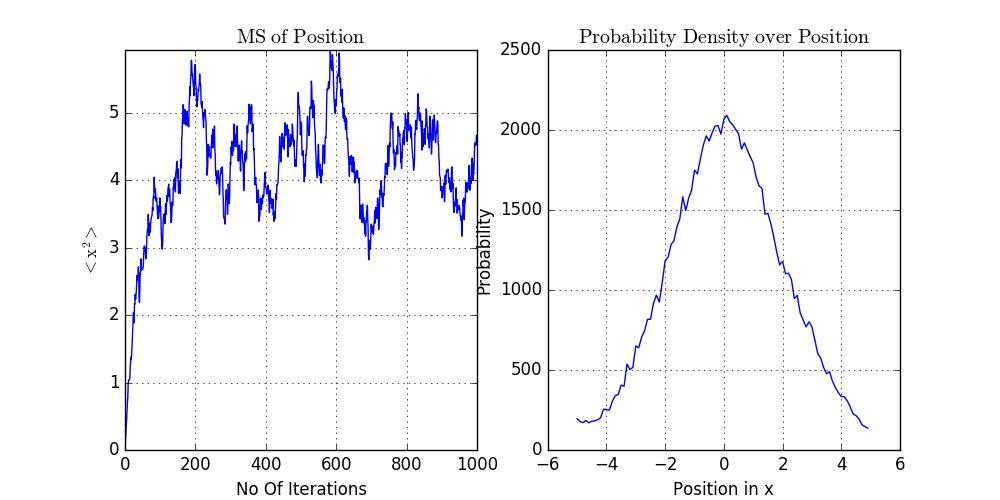 MS of Position
<x²>
5
4
3
2
1
0
0 200 400 600 800 1000
No Of Iterations
Probability Density over Position
Probability
2500
2000
1500
1000
500
0
−6 −4 −2 0 2 4 6
Position in x